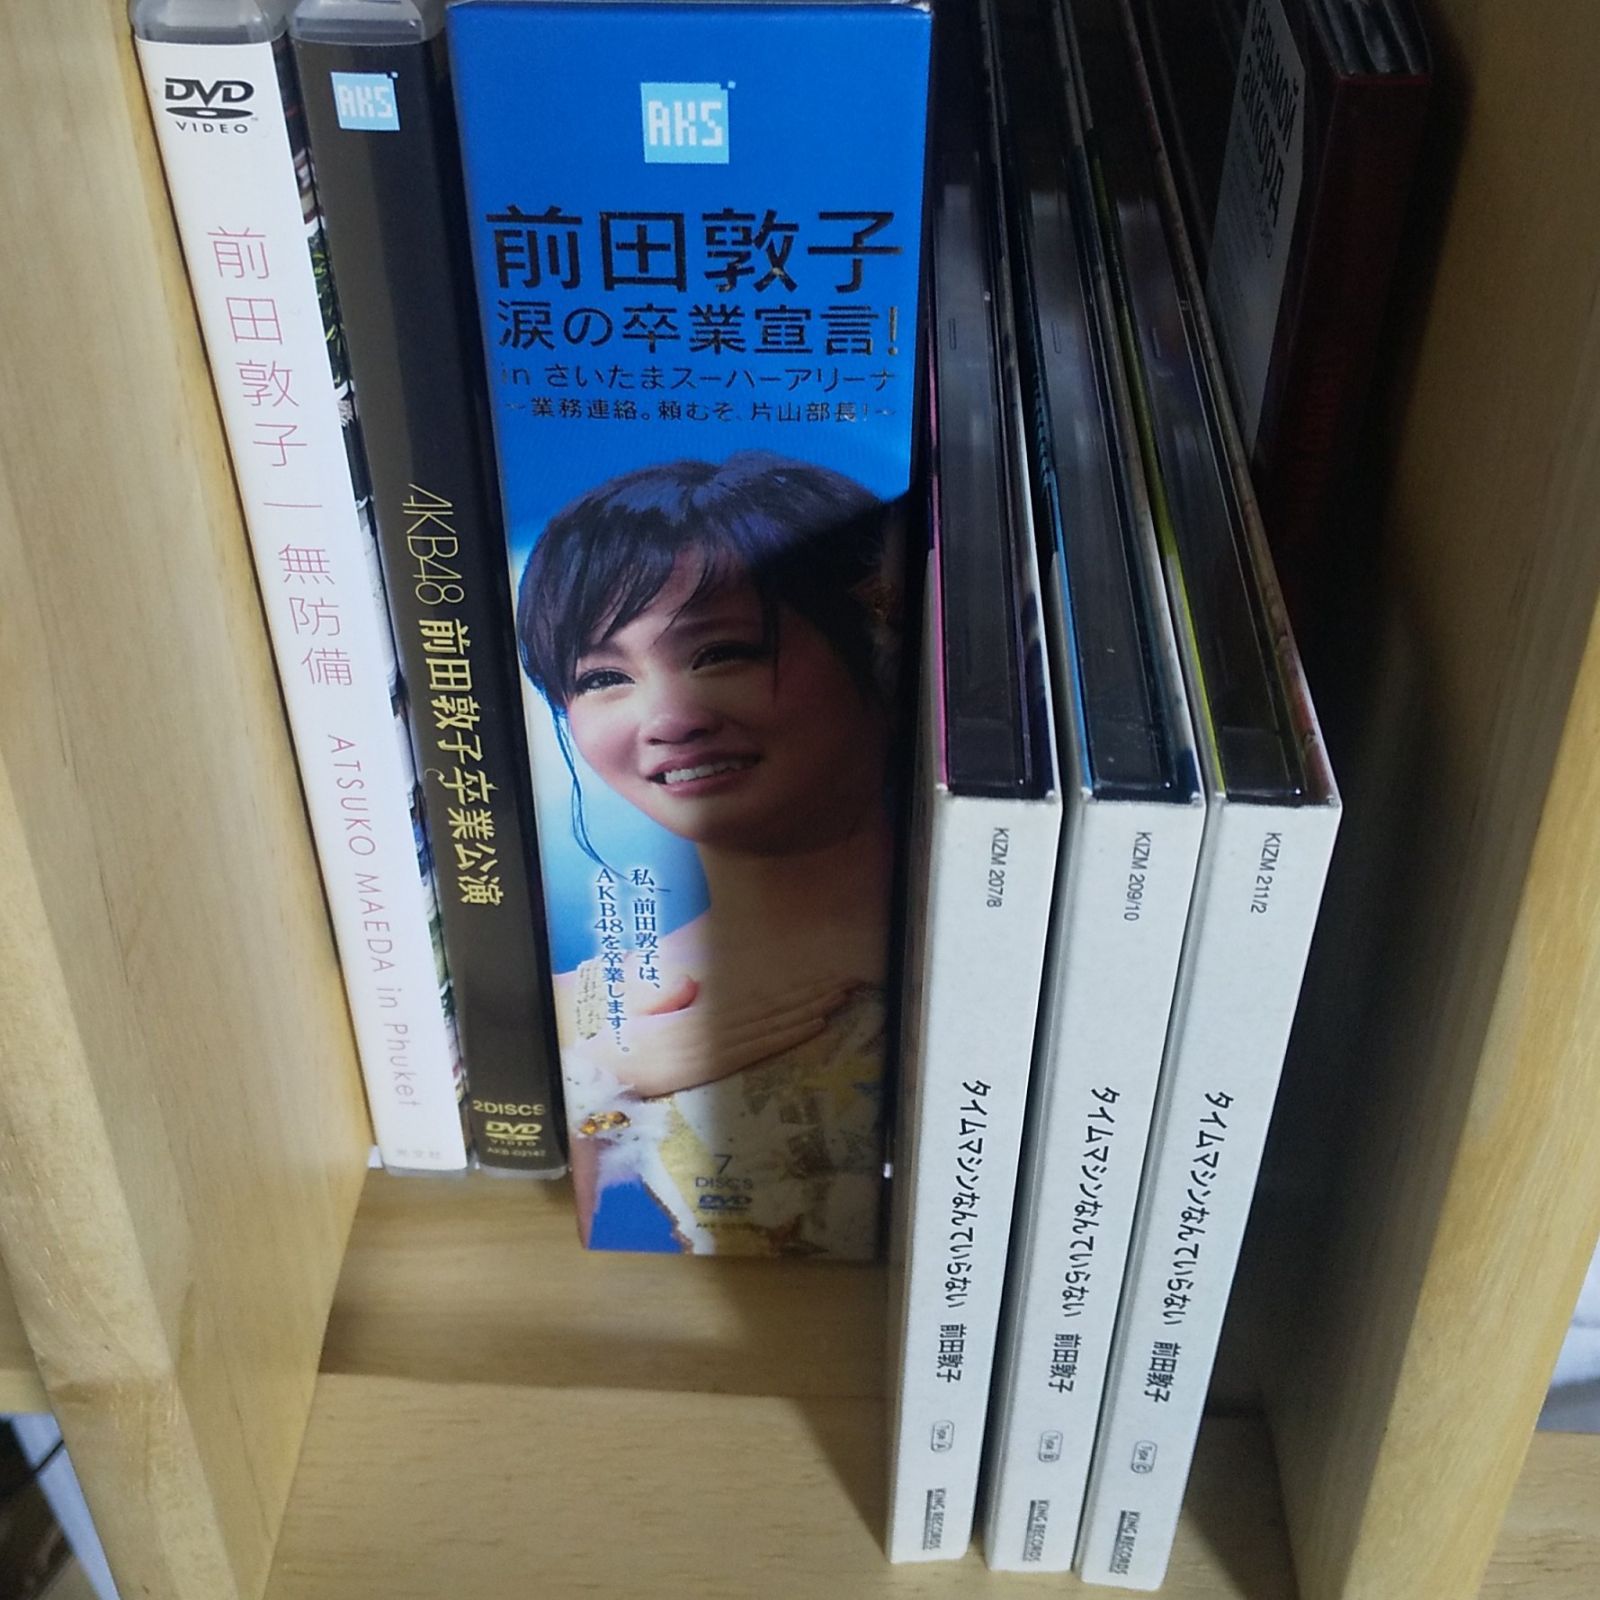 DVD
VIDEO
前田敦子 | 無防備 ATSUKO MAEDA in Phuket
AKS
AKB48 前田敦子卒業公演
2DISCS
DVD
VIDEO
AKS
前田敦子
涙の卒業宣言!
in さいたまスーパーアリーナ
~業務連絡。頼むぞ、片山部長!~
私、前田敦子は、
AKB48を卒業します…。
7
DISCS
DVD
VIDEO
KIZM 207/8
タイムマシンなんていらない 前田敦子
Type A
KING RECORDS
KIZM 209/10
タイムマシンなんていらない 前田敦子
Type B
KING RECORDS
KIZM 211/2
タイムマシンなんていらない 前田敦子
Type C
KING RECORDS